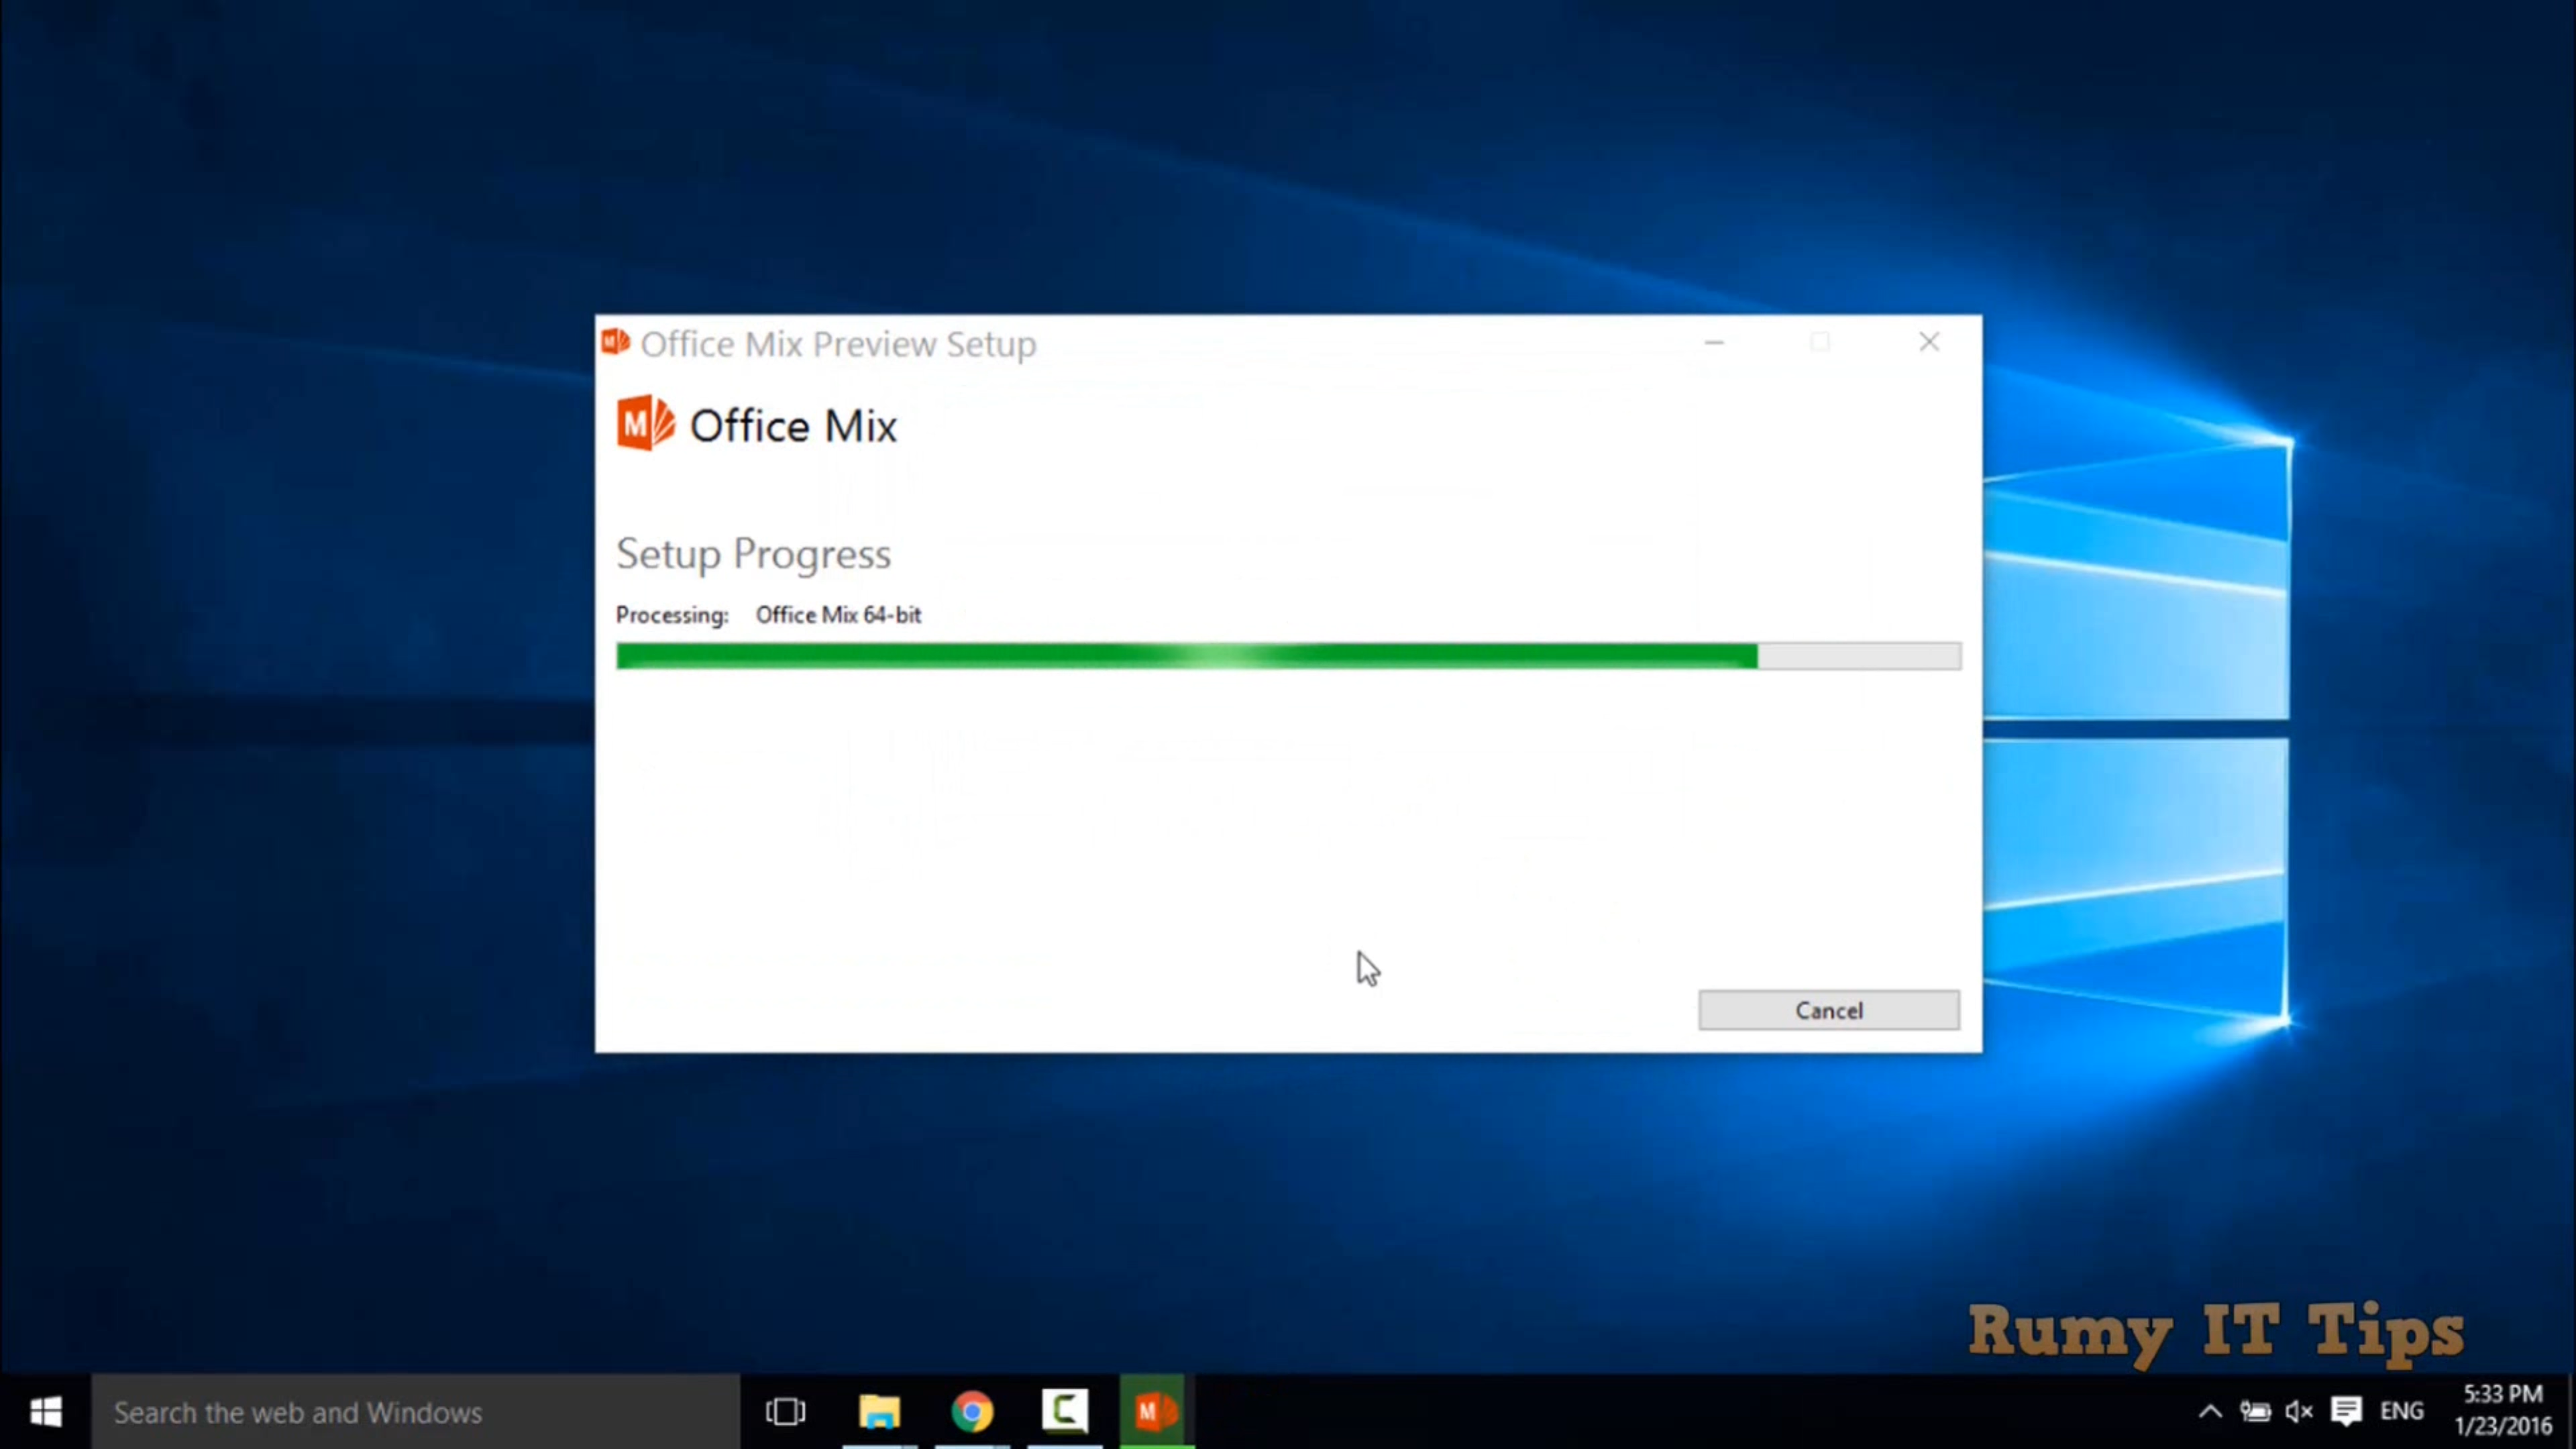 Office Mix Preview Setup
M Office Mix
Setup Progress
Processing: Office Mix 64-bit
Cancel
Rumy IT Tips
Search the web and Windows
M
ENG
5:33 PM
1/23/2016